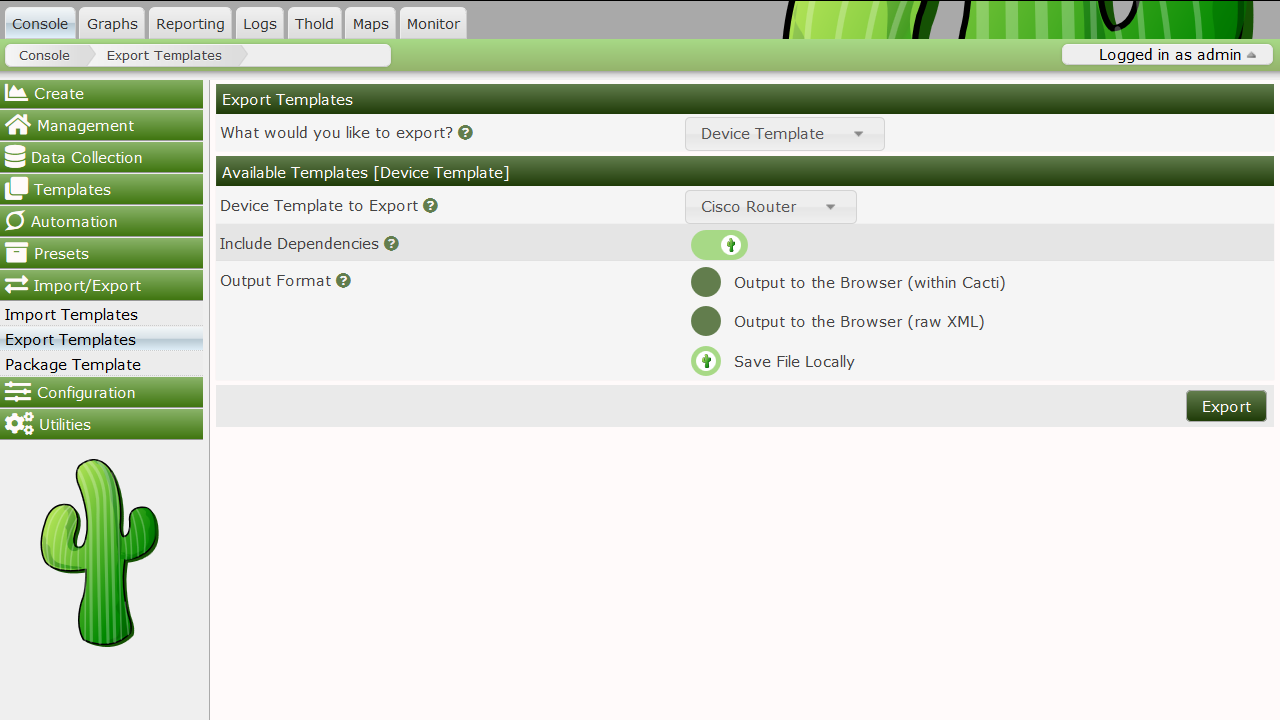 Console Graphs Reporting Logs Thold Maps Monitor
Console Export Templates Logged in as admin
Create
Management
Data Collection
Templates
Automation
Presets
Import/Export
Import Templates
Export Templates
Package Template
Configuration
Utilities
Export Templates
What would you like to export? Device Template
Available Templates [Device Template]
Device Template to Export Cisco Router
Include Dependencies
Output Format Output to the Browser (within Cacti)
Output to the Browser (raw XML)
Save File Locally
Export